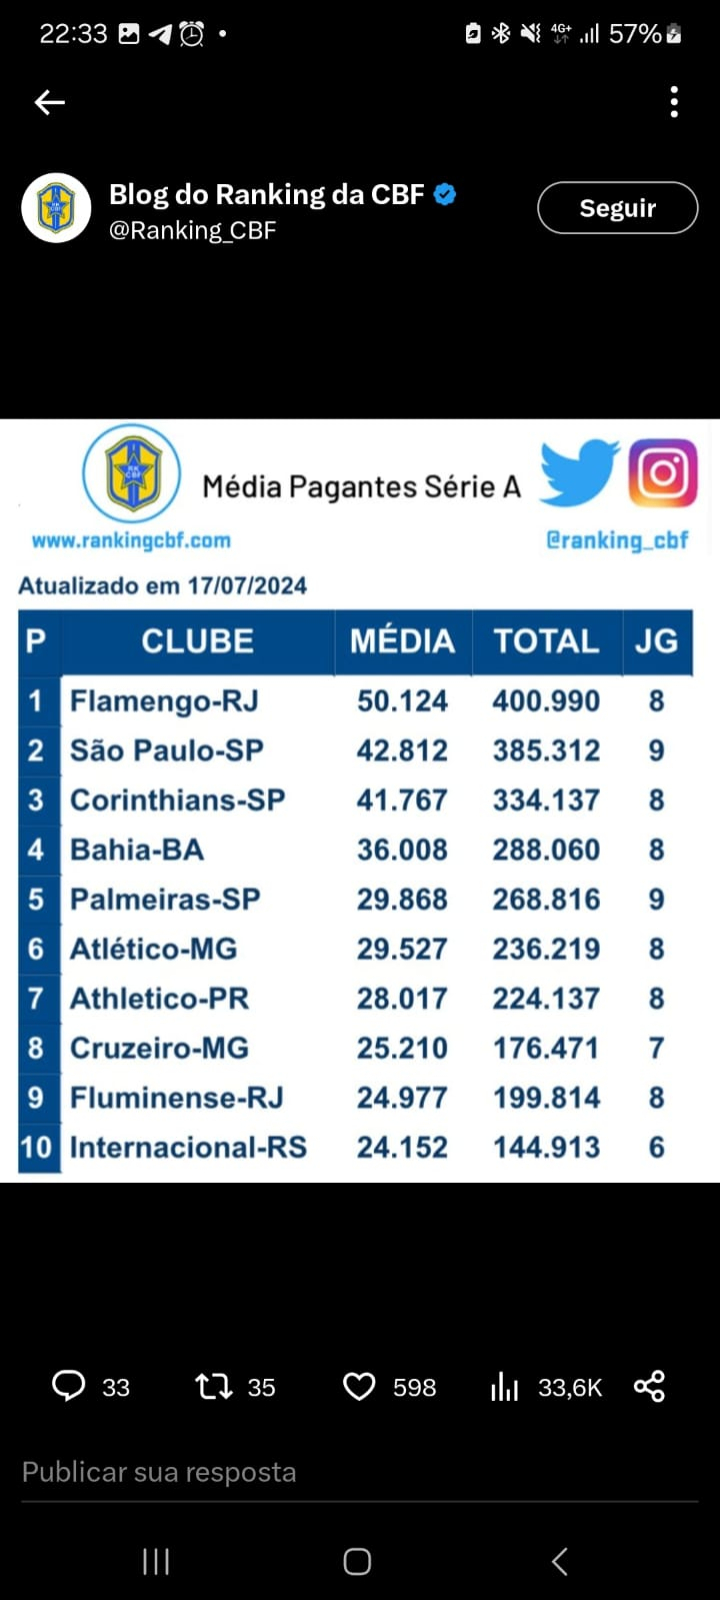 22:33 4G+ 57%
Blog do Ranking da CBF
@Ranking_CBF
Seguir
RK
CBF
Média Pagantes Série A
www.rankingcbf.com @ranking_cbf
Atualizado em 17/07/2024
P CLUBE MÉDIA TOTAL JG
1 Flamengo-RJ 50.124 400.990 8
2 São Paulo-SP 42.812 385.312 9
3 Corinthians-SP 41.767 334.137 8
4 Bahia-BA 36.008 288.060 8
5 Palmeiras-SP 29.868 268.816 9
6 Atlético-MG 29.527 236.219 8
7 Athletico-PR 28.017 224.137 8
8 Cruzeiro-MG 25.210 176.471 7
9 Fluminense-RJ 24.977 199.814 8
10 Internacional-RS 24.152 144.913 6
33 35 598 33,6K
Publicar sua resposta